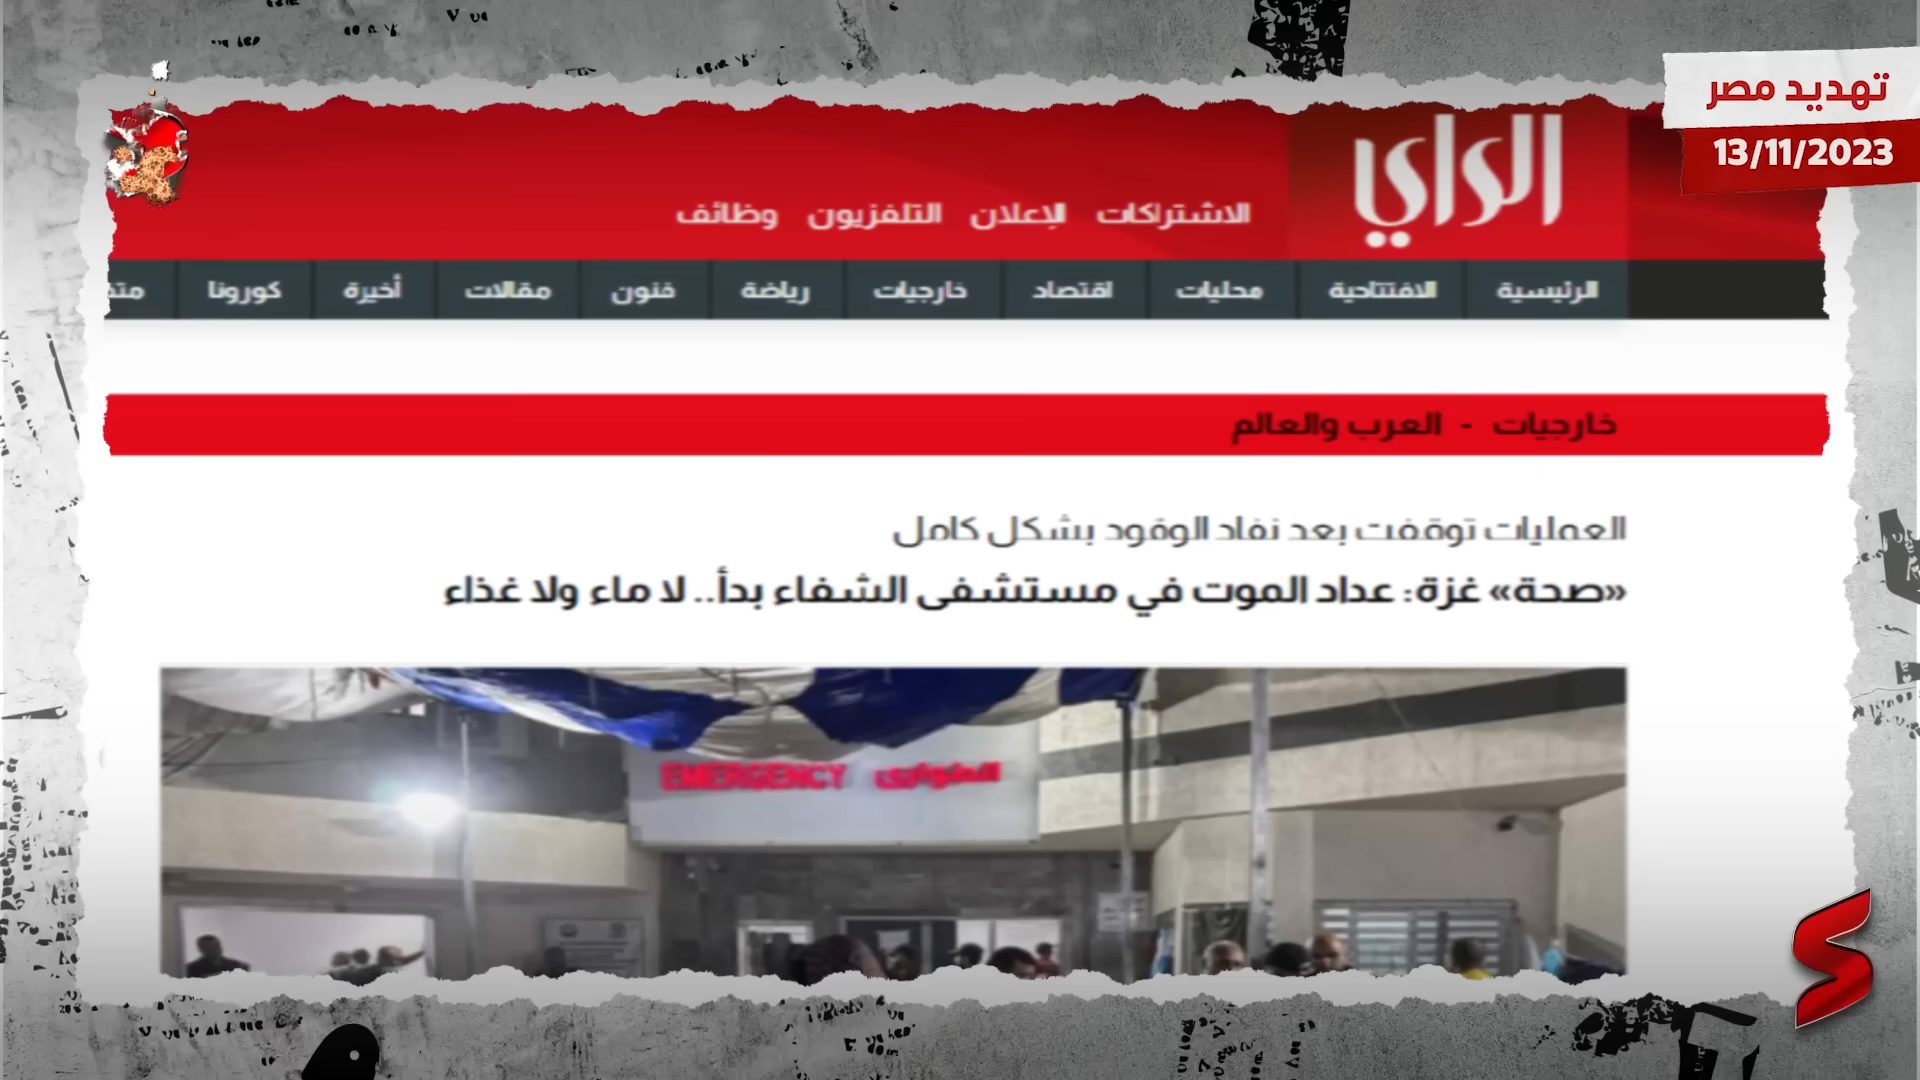 تهديد مصر
13/11/2023
الراي
الاشتراكات الإعلان التلفزيون وظائف
الرئيسية الافتتاحية محليات اقتصاد خارجيات رياضة فنون مقالات أخيرة كورونا
خارجيات - العرب والعالم
العمليات توقفت بعد نفاد الوقود بشكل كامل
«صحة» غزة: عداد الموت في مستشفى الشفاء بدأ.. لا ماء ولا غذاء
EMERGENCY الطوارئ